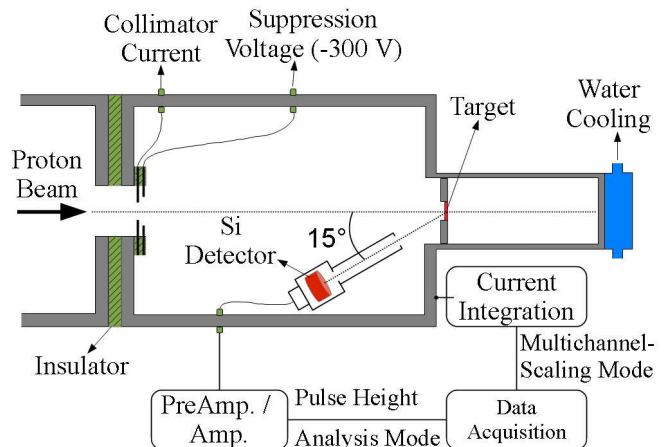 Collimator
Current
Suppression
Voltage (-300 V)
Target
Water
Cooling
Proton
Beam
Si
Detector
15°
Insulator
Current
Integration
Multichannel-
Scaling Mode
PreAmp. /
Amp.
Pulse Height
Analysis Mode
Data
Acquisition